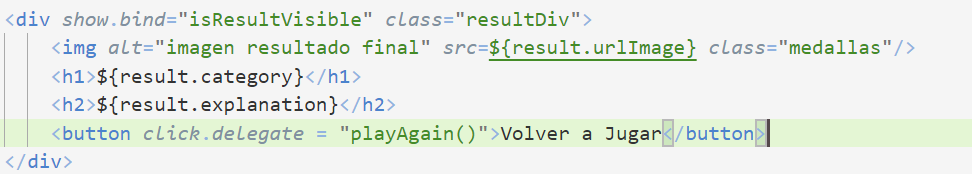 <div show.bind="isResultVisible" class="resultDiv">
    <img alt="imagen resultado final" src=${result.urlImage} class="medallas"/>
    <h1>${result.category}</h1>
    <h2>${result.explanation}</h2>
    <button click.delegate = "playAgain()">Volver a Jugar</button>
</div>